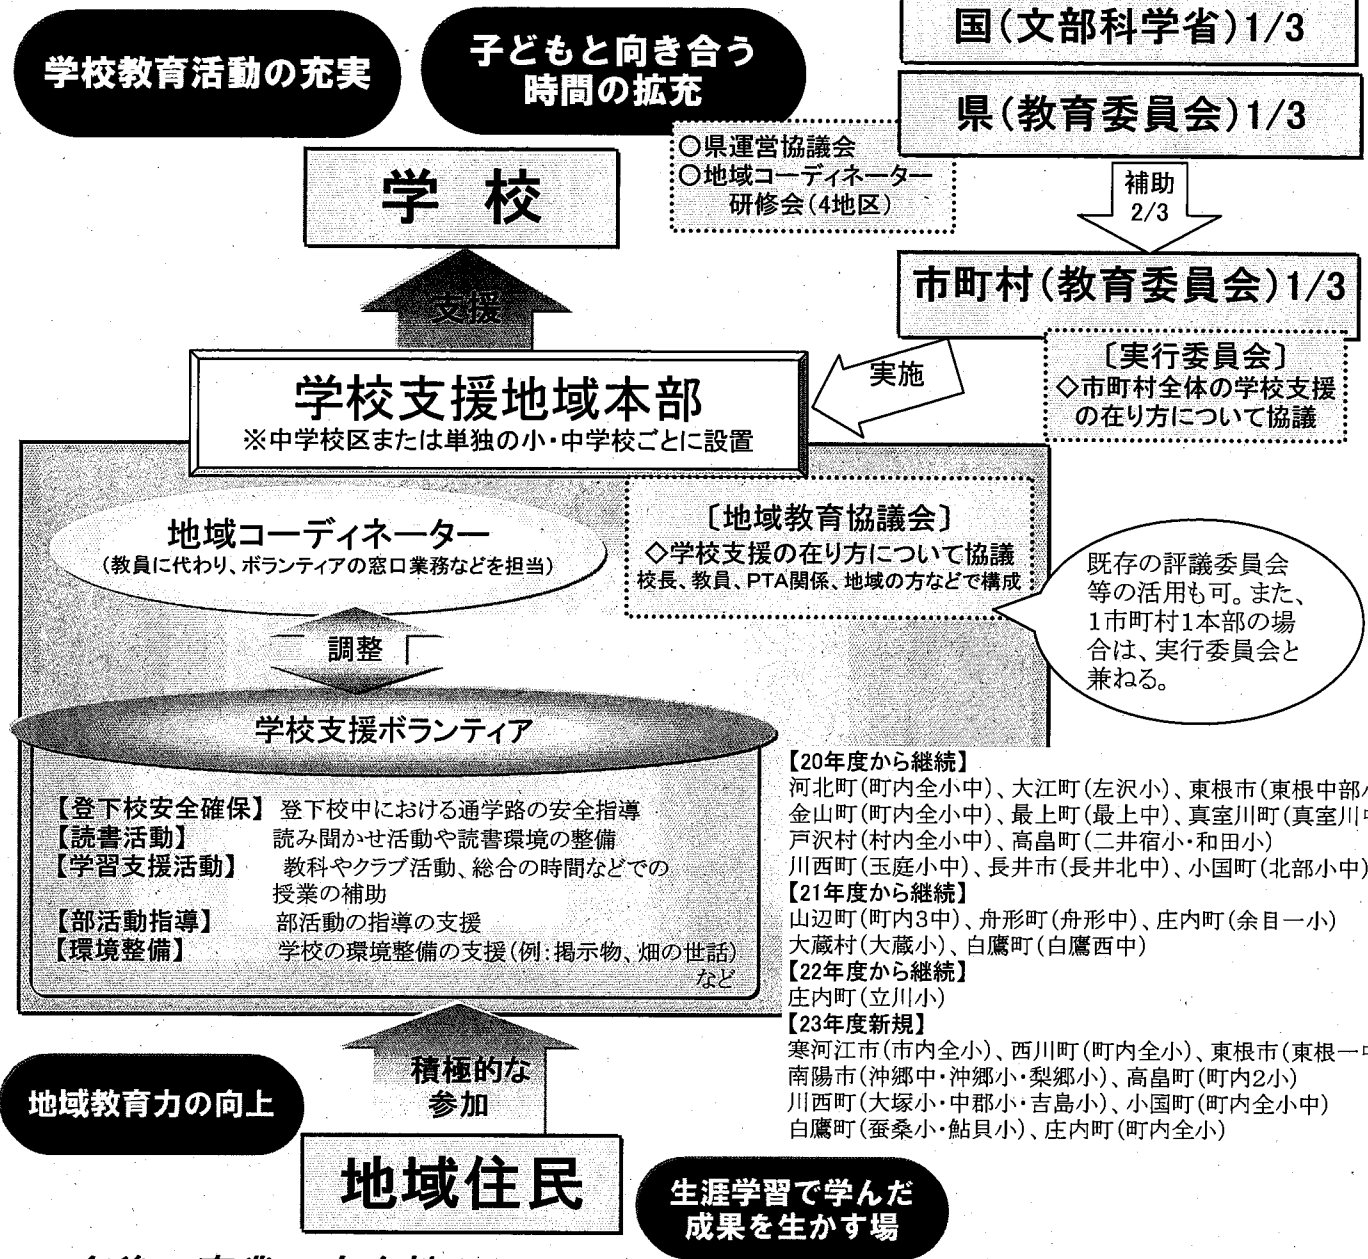 学校教育活動の充実
子どもと向き合う
時間の拡充
国(文部科学省)1/3
県(教育委員会)1/3
○県運営協議会
○地域コーディネーター
研修会(4地区)
補助
2/3
学 校
市町村(教育委員会)1/3
支援
〔実行委員会〕
◇市町村全体の学校支援
の在り方について協議
実施
学校支援地域本部
※中学校区または単独の小・中学校ごとに設置
地域コーディネーター
(教員に代わり、ボランティアの窓口業務などを担当)
〔地域教育協議会〕
◇学校支援の在り方について協議
校長、教員、PTA関係、地域の方などで構成
既存の評議委員会
等の活用も可。また、
1市町村1本部の場
合は、実行委員会と
兼ねる。
調整
学校支援ボランティア
【登下校安全確保】 登下校中における通学路の安全指導
【読書活動】 読み聞かせ活動や読書環境の整備
【学習支援活動】 教科やクラブ活動、総合の時間などでの
授業の補助
【部活動指導】 部活動の指導の支援
【環境整備】 学校の環境整備の支援(例:掲示物、畑の世話)
など
【20年度から継続】
河北町(町内全小中)、大江町(左沢小)、東根市(東根中部
金山町(町内全小中)、最上町(最上中)、真室川町(真室川
戸沢村(村内全小中)、高畠町(二井宿小・和田小)
川西町(玉庭小中)、長井市(長井北中)、小国町(北部小中)
【21年度から継続】
山辺町(町内3中)、舟形町(舟形中)、庄内町(余目一小)
大蔵村(大蔵小)、白鷹町(白鷹西中)
【22年度から継続】
庄内町(立川小)
【23年度新規】
寒河江市(市内全小)、西川町(町内全小)、東根市(東根一
南陽市(沖郷中・沖郷小・梨郷小)、高畠町(町内2小)
川西町(大塚小・中郡小・吉島小)、小国町(町内全小中)
白鷹町(蚕桑小・鮎貝小)、庄内町(町内全小)
積極的な
参加
地域教育力の向上
地域住民
生涯学習で学んだ
成果を生かす場